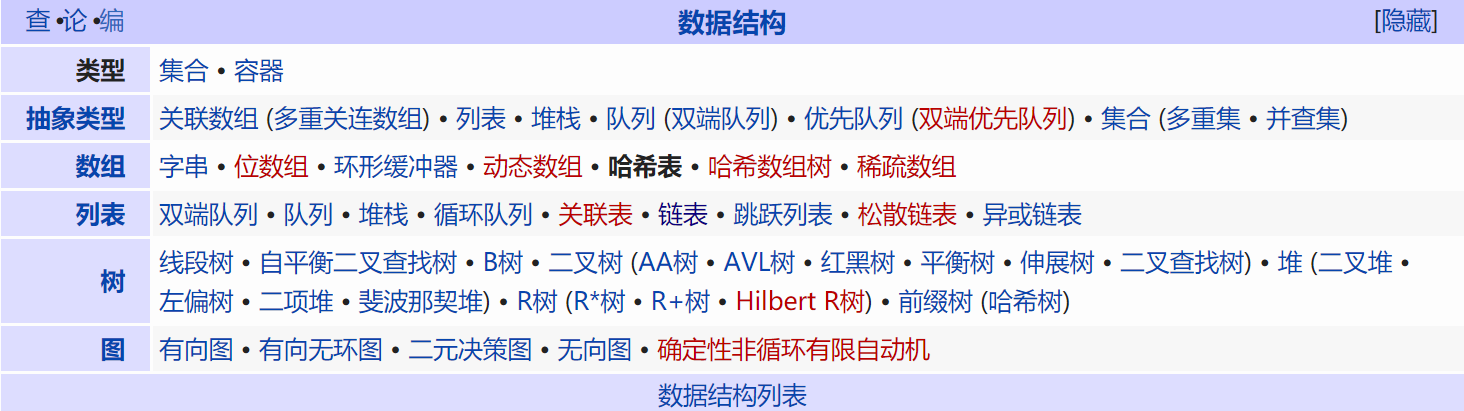 查•论•编 数据结构 [隐藏]
类型 集合 • 容器
抽象类型 关联数组 (多重关连数组) • 列表 • 堆栈 • 队列 (双端队列) • 优先队列 (双端优先队列) • 集合 (多重集 • 并查集)
数组 字串 • 位数组 • 环形缓冲器 • 动态数组 • 哈希表 • 哈希数组树 • 稀疏数组
列表 双端队列 • 队列 • 堆栈 • 循环队列 • 关联表 • 链表 • 跳跃列表 • 松散链表 • 异或链表
树 线段树 • 自平衡二叉查找树 • B树 • 二叉树 (AA树 • AVL树 • 红黑树 • 平衡树 • 伸展树 • 二叉查找树) • 堆 (二叉堆 •
左偏树 • 二项堆 • 斐波那契堆) • R树 (R*树 • R+树 • Hilbert R树) • 前缀树 (哈希树)
图 有向图 • 有向无环图 • 二元决策图 • 无向图 • 确定性非循环有限自动机
数据结构列表